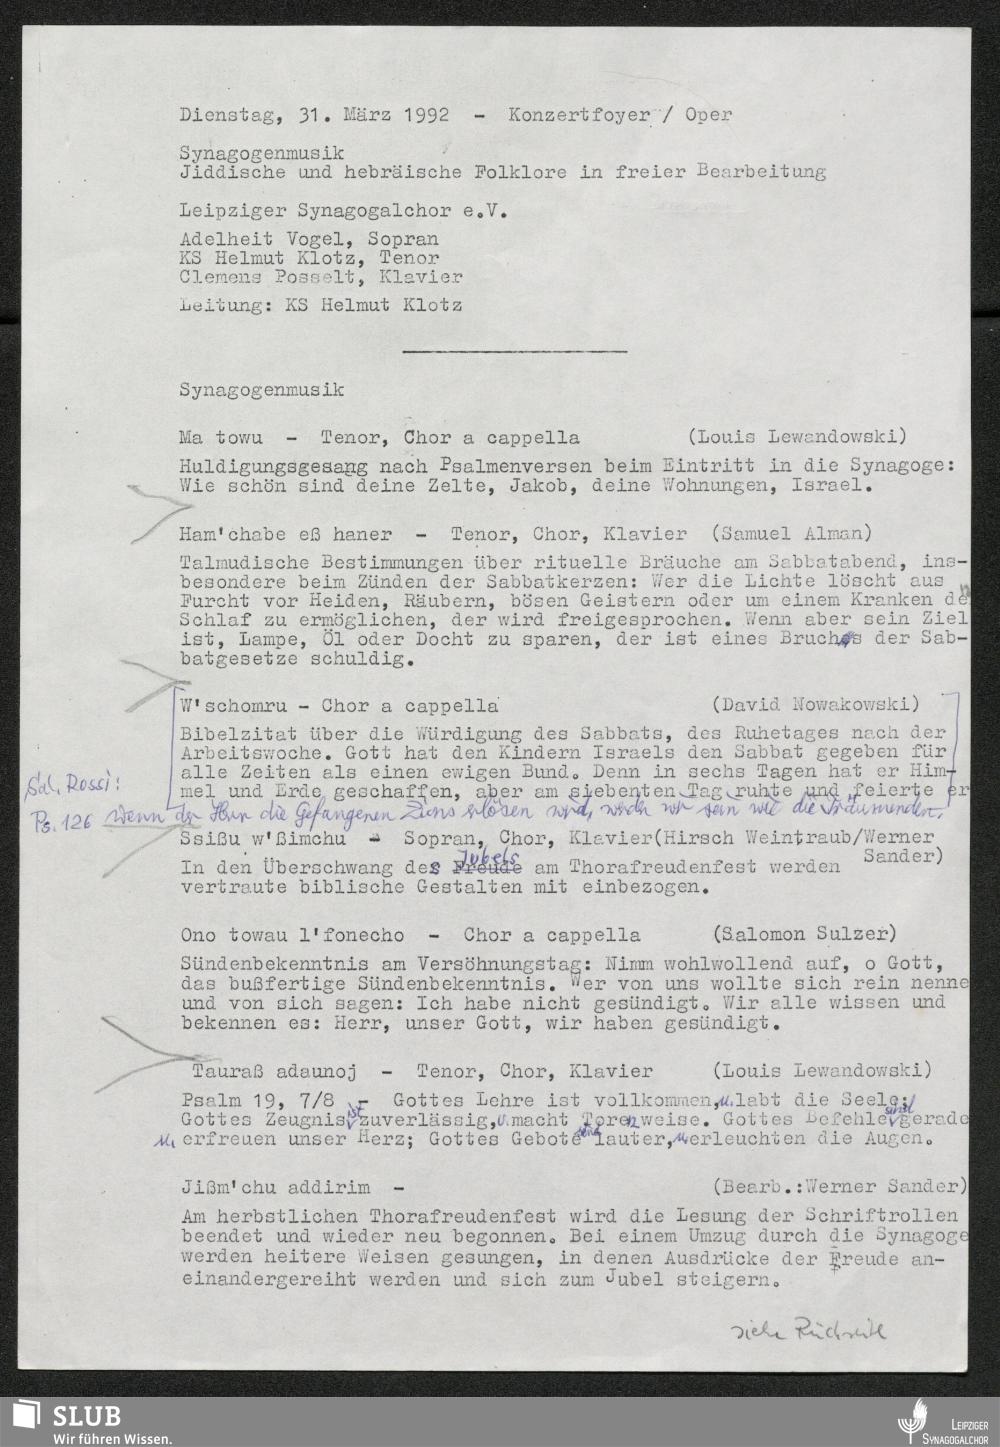 Dienstag, 31. März 1992 - Konzertfoyer / Oper
Synagogenmusik
Jiddische und hebräische Folklore in freier Bearbeitung
Leipziger Synagogalchor e.V.
Adelheit Vogel, Sopran
KS Helmut Klotz, Tenor
Clemens Posselt, Klavier
Leitung: KS Helmut Klotz
Synagogenmusik
Ma towu - Tenor, Chor a cappella (Louis Lewandowski)
Huldigungsgesang nach Psalmenversen beim Eintritt in die Synagoge:
Wie schön sind deine Zelte, Jakob, deine Wohnungen, Israel.
Ham'chabe eß haner - Tenor, Chor, Klavier (Samuel Alman)
Talmudische Bestimmungen über rituelle Bräuche am Sabbatabend, ins-
besondere beim Zünden der Sabbatkerzen: Wer die Lichte löscht aus
Furcht vor Heiden, Räubern, bösen Geistern oder um einem Kranken den
Schlaf zu ermöglichen, der wird freigesprochen. Wenn aber sein Ziel
ist, Lampe, Öl oder Docht zu sparen, der ist eines Bruches der Sab-
batgesetze schuldig.
W'schomru - Chor a cappella (David Nowakowski)
Bibelzitat über die Würdigung des Sabbats, des Ruhetages nach der
Arbeitswoche. Gott hat den Kindern Israels den Sabbat gegeben für
alle Zeiten als einen ewigen Bund. Denn in sechs Tagen hat er Him-
mel und Erde geschaffen, aber am siebenten Tag ruhte und feierte er
Sal. Rossi:
Ps. 126 Wenn der Herr die Gefangenen Zions erlösen wird, werden wir sein wie die Träumenden.
Ssißu w'ßimchu - Sopran, Chor, Klavier(Hirsch Weintraub/Werner
Sander)
In den Überschwang des Freude Jubels am Thorafreudenfest werden
vertraute biblische Gestalten mit einbezogen.
Ono towau l'fonecho - Chor a cappella (Salomon Sulzer)
Sündenbekenntnis am Versöhnungstag: Nimm wohlwollend auf, o Gott,
das bußfertige Sündenbekenntnis. Wer von uns wollte sich rein nenne
und von sich sagen: Ich habe nicht gesündigt. Wir alle wissen und
bekennen es: Herr, unser Gott, wir haben gesündigt.
Tauraß adaunoj - Tenor, Chor, Klavier (Louis Lewandowski)
Psalm 19, 7/8 - Gottes Lehre ist vollkommen, u. labt die Seele;
Gottes Zeugnis ist zuverlässig, u. macht Toren weise. Gottes Befehle sind gerade
u. erfreuen unser Herz; Gottes Gebote sind lauter, u. erleuchten die Augen.
Jißm'chu addirim - (Bearb.:Werner Sander)
Am herbstlichen Thorafreudenfest wird die Lesung der Schriftrollen
beendet und wieder neu begonnen. Bei einem Umzug durch die Synagoge
werden heitere Weisen gesungen, in denen Ausdrücke der Freude an-
einandergereiht werden und sich zum Jubel steigern.
siehe Rückseite
SLUB
Wir führen Wissen.
LEIPZIGER
SYNAGOGALCHOR